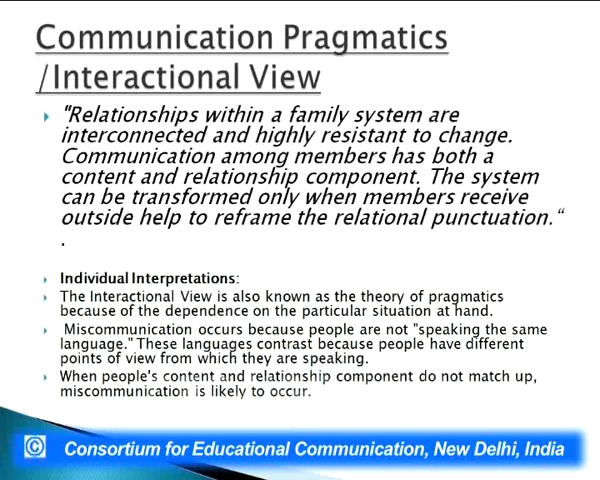 Communication Pragmatics
/Interactional View
"Relationships within a family system are
interconnected and highly resistant to change.
Communication among members has both a
content and relationship component. The system
can be transformed only when members receive
outside help to reframe the relational punctuation.“
.
Individual Interpretations:
The Interactional View is also known as the theory of pragmatics
because of the dependence on the particular situation at hand.
Miscommunication occurs because people are not "speaking the same
language." These languages contrast because people have different
points of view from which they are speaking.
When people's content and relationship component do not match up,
miscommunication is likely to occur.
© Consortium for Educational Communication, New Delhi, India